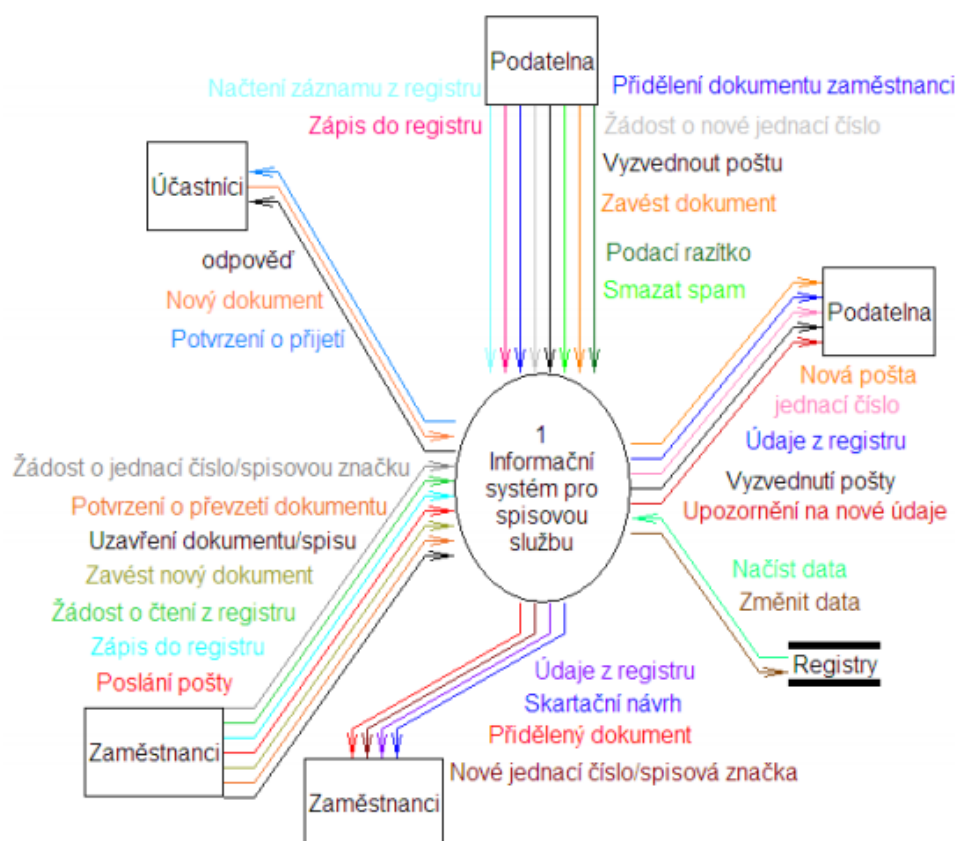 Podatelna
Načtení záznamu z registru
Přidělení dokumentu zaměstnanci
Zápis do registru
Žádost o nové jednací číslo
Vyzvednout poštu
Účastníci
Zavést dokument
odpověď
Podací razítko
Nový dokument
Smazat spam
Potvrzení o přijetí
Podatelna
Nová pošta
jednací číslo
Údaje z registru
Vyzvednutí pošty
Upozornění na nové údaje
1
Informační
systém pro
spisovou
službu
Žádost o jednací číslo/spisovou značku
Potvrzení o převzetí dokumentu
Uzavření dokumentu/spisu
Zavést nový dokument
Žádost o čtení z registru
Zápis do registru
Poslání pošty
Načíst data
Změnit data
Registry
Zaměstnanci
Údaje z registru
Skartační návrh
Přidělený dokument
Nové jednací číslo/spisová značka
Zaměstnanci